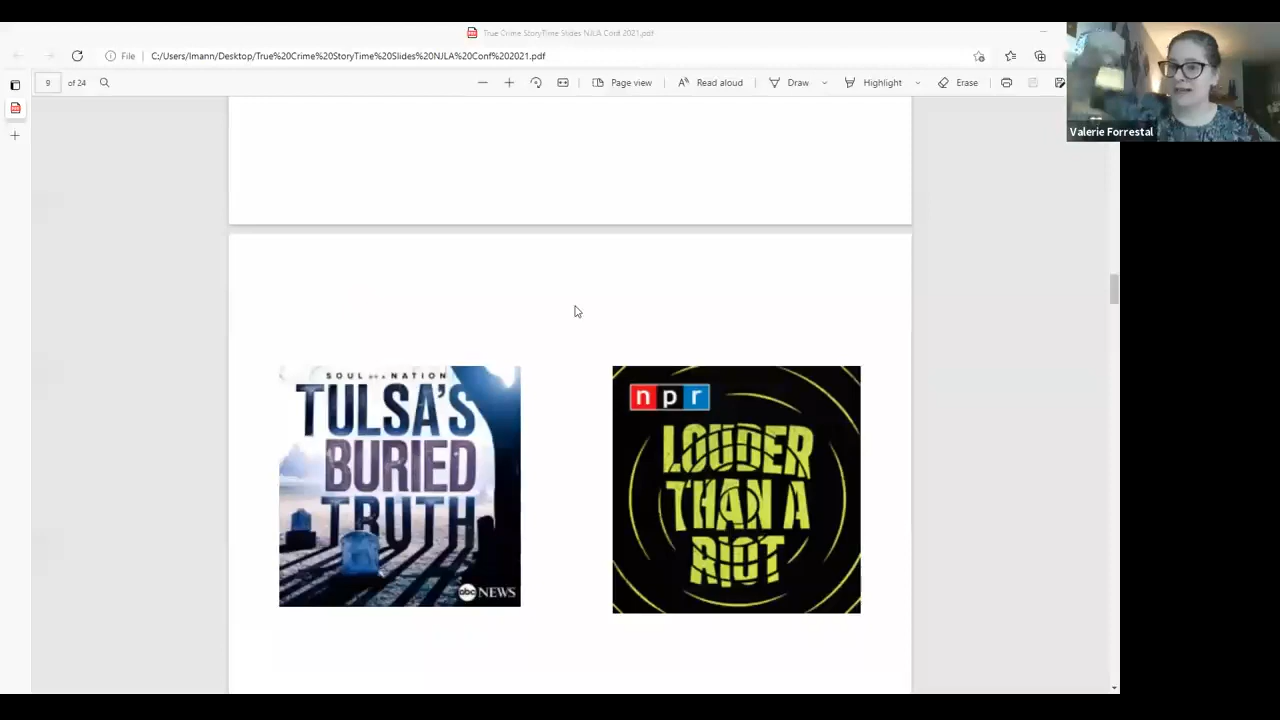 True Crime StoryTime Slides NJLA Conf 2021.pdf
File
C:/Users/lmann/Desktop/True%20Crime%20StoryTime%20Slides%20NJLA%20Conf%202021.pdf
9 of 24
Page view
Read aloud
Draw
Highlight
Erase
Valerie Forrestal
SOUL OF A NATION
TULSA'S
BURIED
TRUTH
abc NEWS
npr
LOUDER
THAN A
RIOT